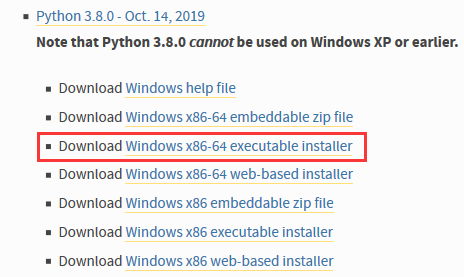 Python 3.8.0 - Oct. 14, 2019
Note that Python 3.8.0 cannot be used on Windows XP or earlier.
Download Windows help file
Download Windows x86-64 embeddable zip file
Download Windows x86-64 executable installer
Download Windows x86-64 web-based installer
Download Windows x86 embeddable zip file
Download Windows x86 executable installer
Download Windows x86 web-based installer